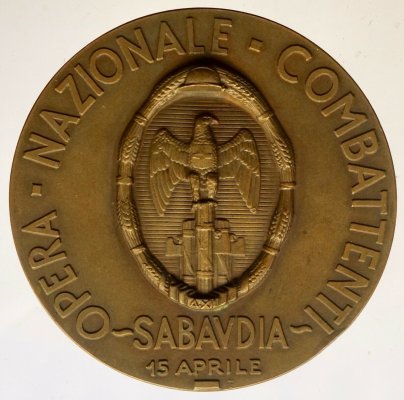 OPERA - NAZIONALE - COMBATTENTI
~SABAVDIA~
15 APRILE